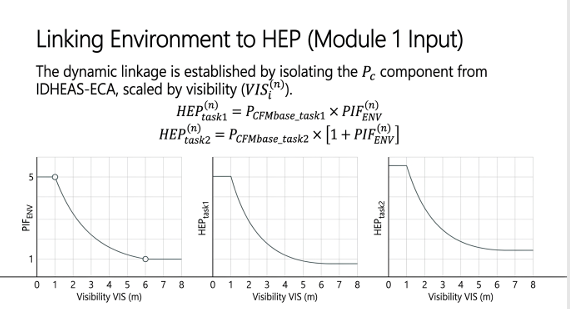 Linking Environment to HEP (Module 1 Input)
The dynamic linkage is established by isolating the P_c component from
IDHEAS-ECA, scaled by visibility (VIS_i^(n)).
HEP_task1^(n) = P_CFMbase_task1 × PIF_ENV^(n)
HEP_task2^(n) = P_CFMbase_task2 × [1 + PIF_ENV^(n)]
PIF_ENV
5
1
0 1 2 3 4 5 6 7 8
Visibility VIS (m)
HEP_task1
0 1 2 3 4 5 6 7 8
Visibility VIS (m)
HEP_task2
0 1 2 3 4 5 6 7 8
Visibility VIS (m)